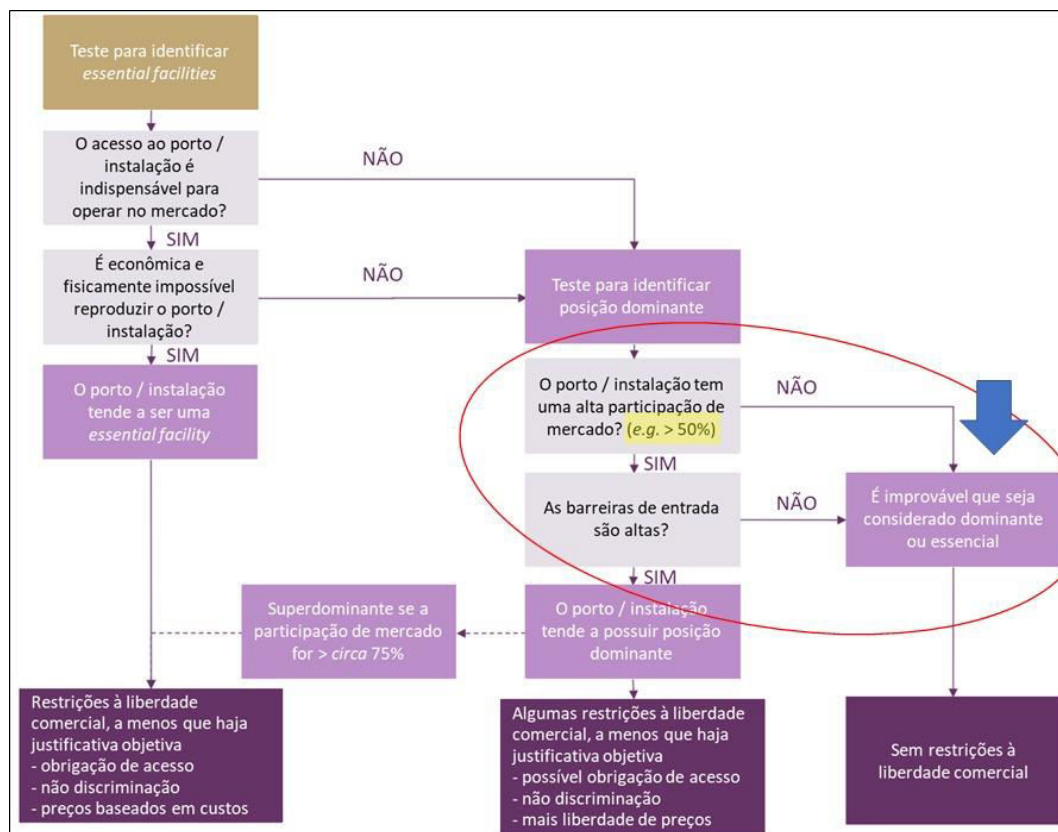 Teste para identificar
essential facilities
O acesso ao porto /
instalação é
indispensável para
operar no mercado?
NÃO
SIM
É econômica e
fisicamente impossível
reproduzir o porto /
instalação?
NÃO
SIM
O porto / instalação
tende a ser uma
essential facility
Teste para identificar
posição dominante
O porto / instalação tem
uma alta participação de
mercado? (e.g. > 50%)
NÃO
SIM
As barreiras de entrada
são altas?
NÃO
SIM
É improvável que seja
considerado dominante
ou essencial
Superdominante se a
participação de mercado
for > circa 75%
O porto / instalação
tende a possuir posição
dominante
Restrições à liberdade
comercial, a menos que haja
justificativa objetiva
- obrigação de acesso
- não discriminação
- preços baseados em custos
Algumas restrições à liberdade
comercial, a menos que haja
justificativa objetiva
- possível obrigação de acesso
- não discriminação
- mais liberdade de preços
Sem restrições à
liberdade comercial